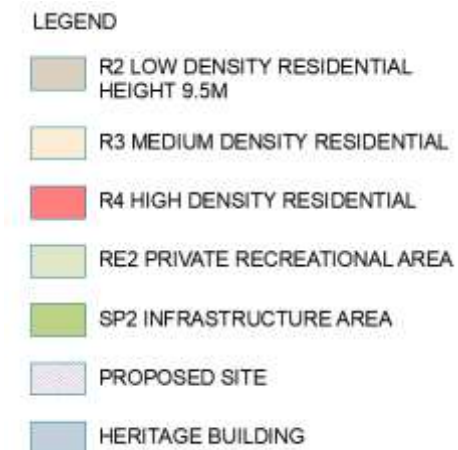 LEGEND
R2 LOW DENSITY RESIDENTIAL
HEIGHT 9.5M
R3 MEDIUM DENSITY RESIDENTIAL
R4 HIGH DENSITY RESIDENTIAL
RE2 PRIVATE RECREATIONAL AREA
SP2 INFRASTRUCTURE AREA
PROPOSED SITE
HERITAGE BUILDING